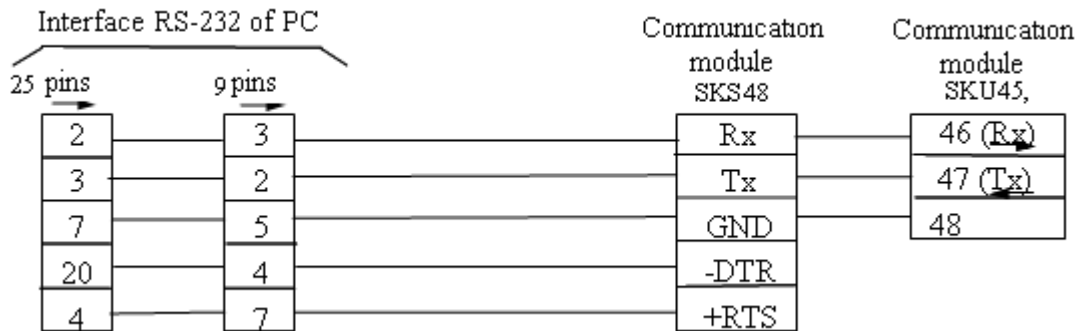 Interface RS-232 of PC
25 pins
9 pins
Communication
module
SKS48
Communication
module
SKU45,
2 3 Rx 46 (Rx)
3 2 Tx 47 (Tx)
7 5 GND 48
20 4 -DTR
4 7 +RTS